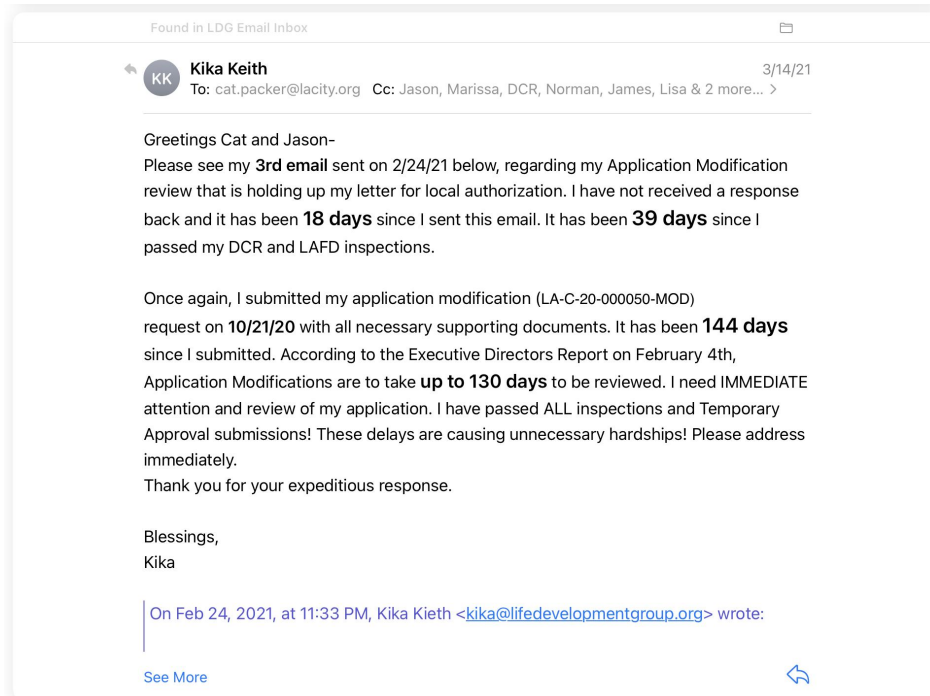 Found in LDG Email Inbox
KK
Kika Keith
3/14/21
To: cat.packer@lacity.org Cc: Jason, Marissa, DCR, Norman, James, Lisa & 2 more... >
Greetings Cat and Jason-
Please see my 3rd email sent on 2/24/21 below, regarding my Application Modification
review that is holding up my letter for local authorization. I have not received a response
back and it has been 18 days since I sent this email. It has been 39 days since I
passed my DCR and LAFD inspections.
Once again, I submitted my application modification (LA-C-20-000050-MOD)
request on 10/21/20 with all necessary supporting documents. It has been 144 days
since I submitted. According to the Executive Directors Report on February 4th,
Application Modifications are to take up to 130 days to be reviewed. I need IMMEDIATE
attention and review of my application. I have passed ALL inspections and Temporary
Approval submissions! These delays are causing unnecessary hardships! Please address
immediately.
Thank you for your expeditious response.
Blessings,
Kika
On Feb 24, 2021, at 11:33 PM, Kika Kieth <kika@lifedevelopmentgroup.org> wrote:
See More